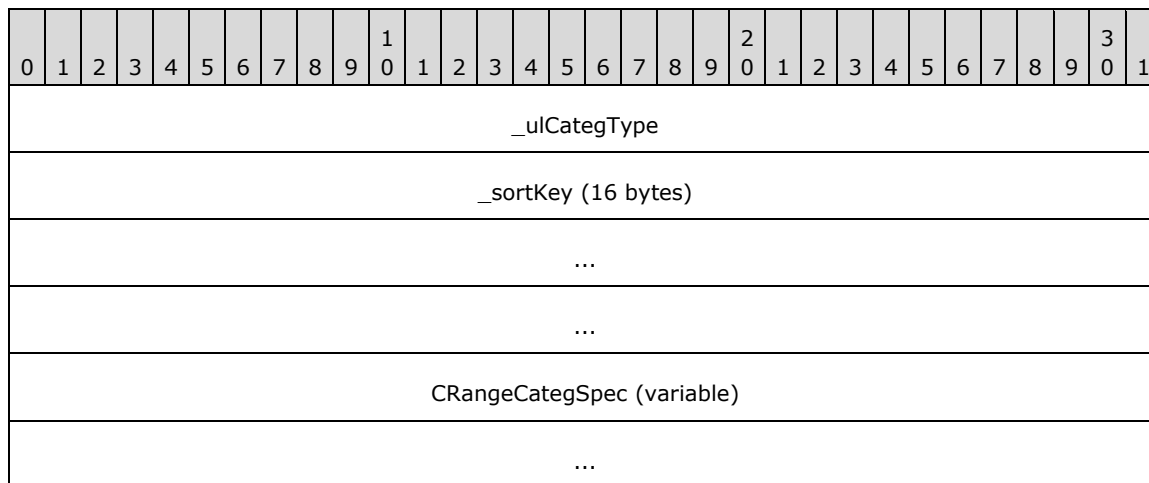 1 2 3
0 1 2 3 4 5 6 7 8 9 0 1 2 3 4 5 6 7 8 9 0 1 2 3 4 5 6 7 8 9 0 1
_ulCategType
_sortKey (16 bytes)
...
...
CRangeCategSpec (variable)
...